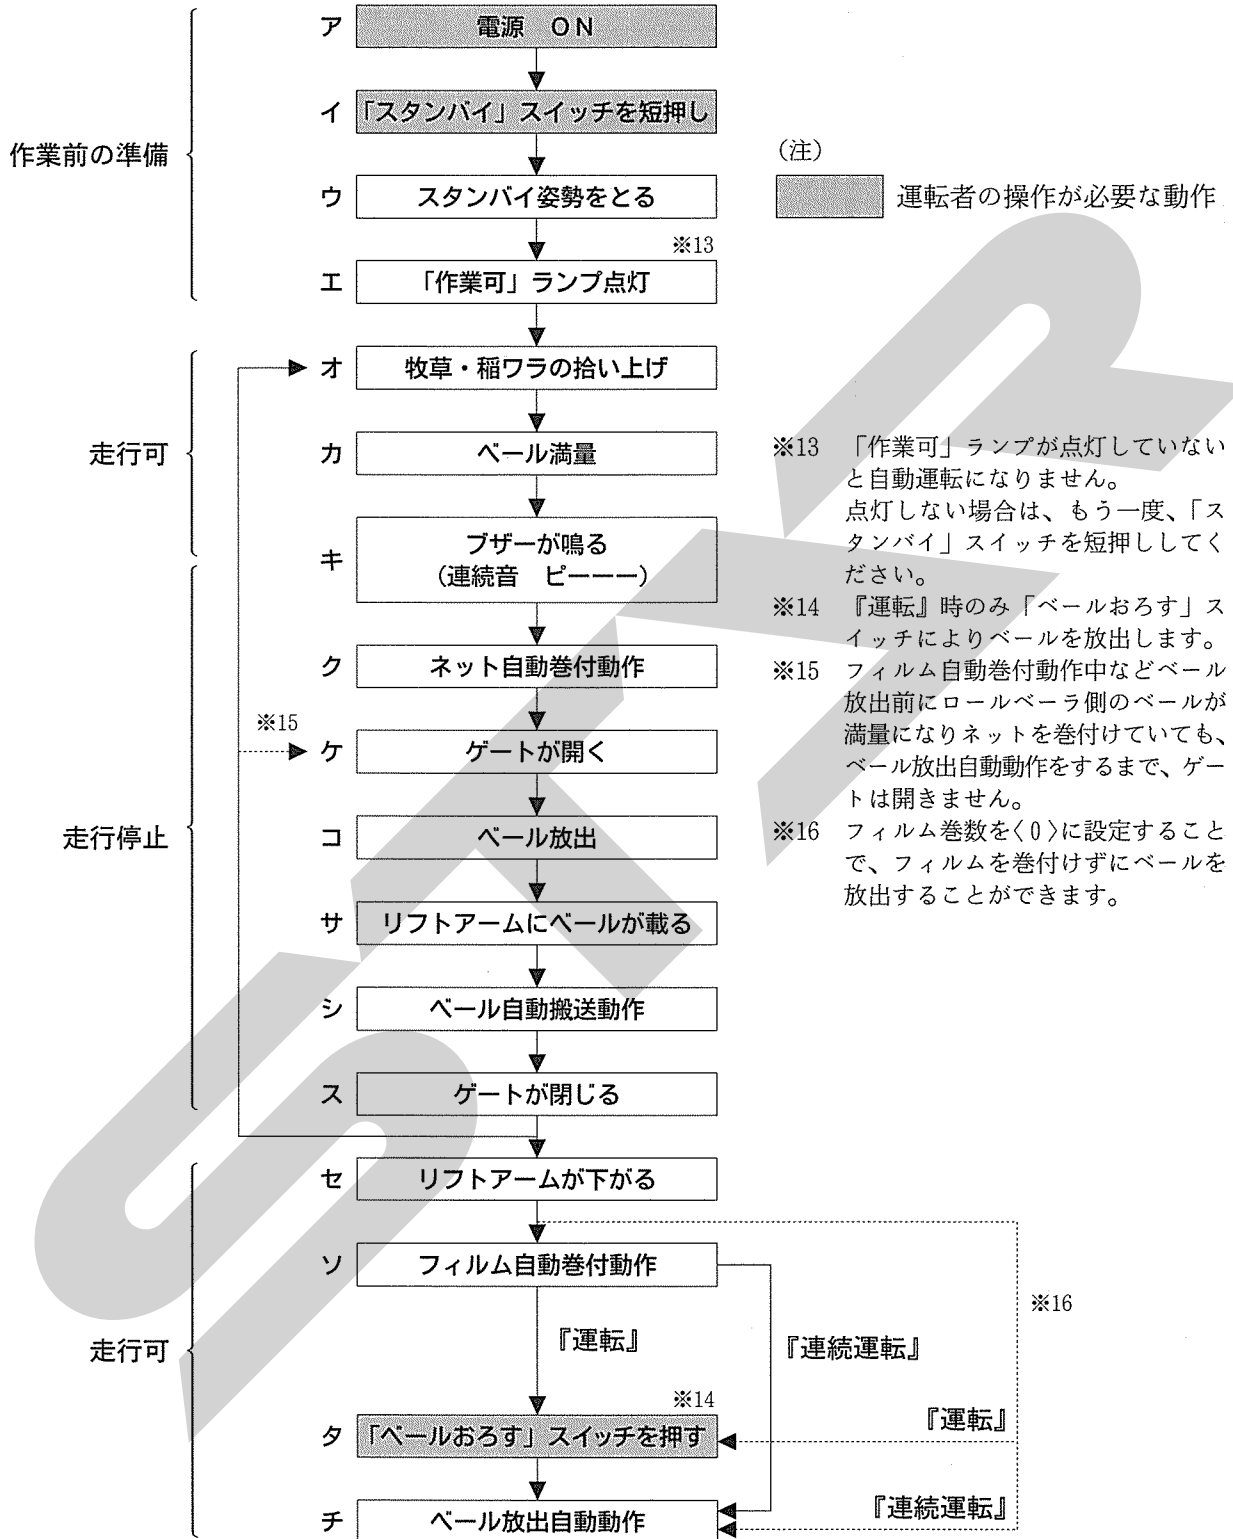 ア 電源 ON
イ 「スタンバイ」スイッチを短押し
作業前の準備
（注）
ウ スタンバイ姿勢をとる
運転者の操作が必要な動作
※13
エ 「作業可」ランプ点灯
オ 牧草・稲ワラの拾い上げ
走行可
カ ベール満量
キ ブザーが鳴る
（連続音　ピーーー）
ク ネット自動巻付動作
※15
ケ ゲートが開く
走行停止
コ ベール放出
サ リフトアームにベールが載る
シ ベール自動搬送動作
ス ゲートが閉じる
※13 「作業可」ランプが点灯していない
と自動運転になりません。
点灯しない場合は、もう一度、「ス
タンバイ」スイッチを短押ししてく
ださい。
※14 『運転』時のみ「ベールおろす」ス
イッチによりベールを放出します。
※15 フィルム自動巻付動作中などベール
放出前にロールベーラ側のベールが
満量になりネットを巻付けていても、
ベール放出自動動作をするまで、ゲー
トは開きません。
※16 フィルム巻数を〈0〉に設定すること
で、フィルムを巻付けずにベールを
放出することができます。
セ リフトアームが下がる
ソ フィルム自動巻付動作
※16
走行可
『運転』
『連続運転』
※14
タ 「ベールおろす」スイッチを押す
『運転』
『連続運転』
チ ベール放出自動動作
STAR